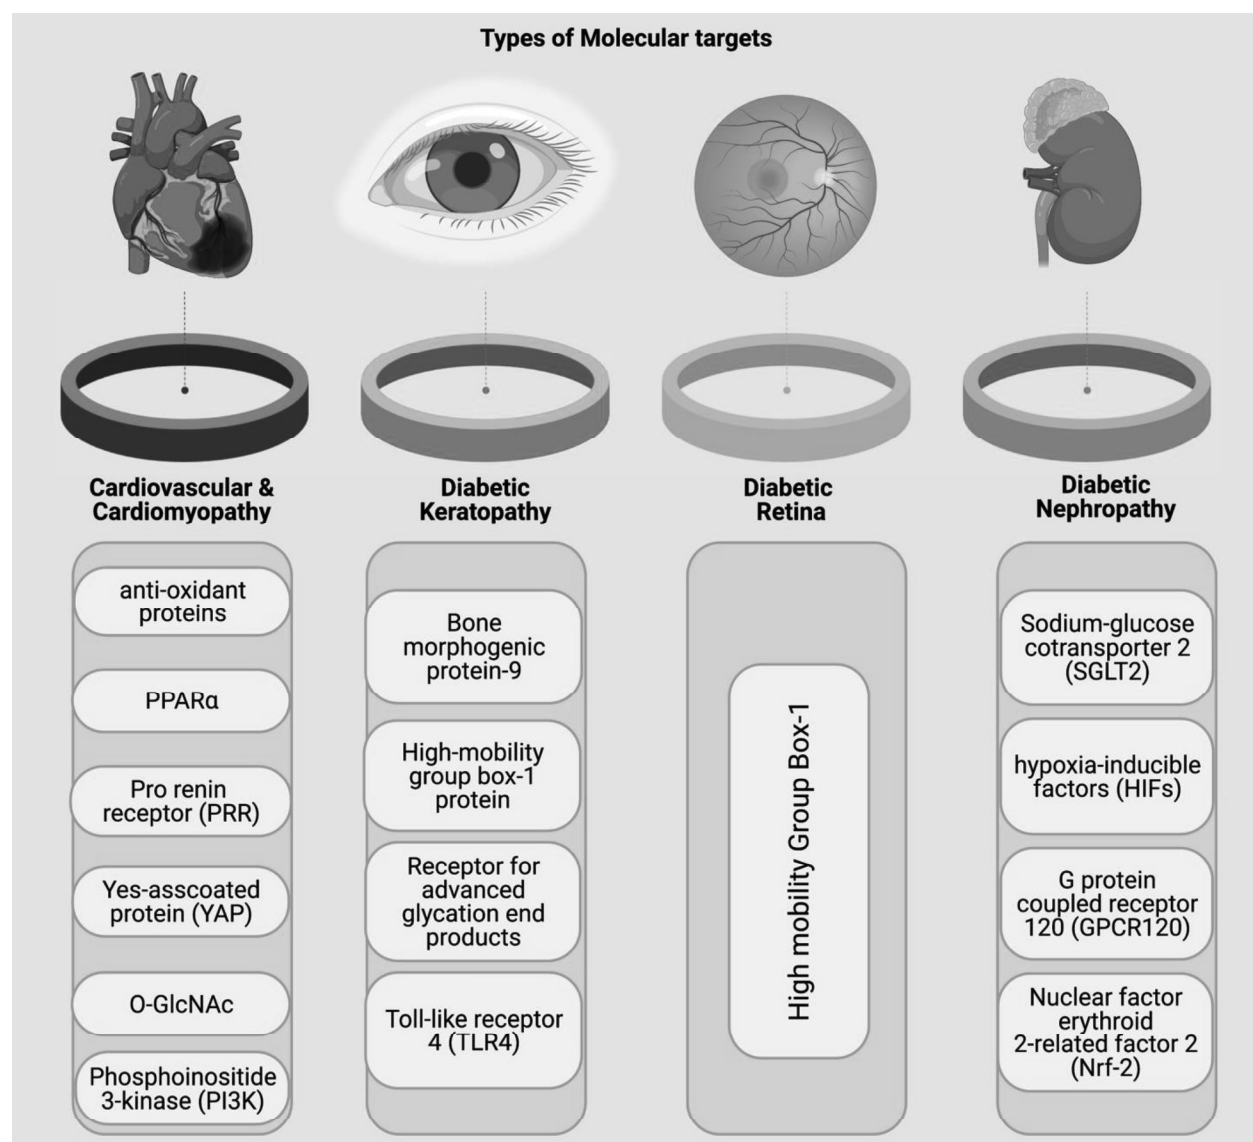 Types of Molecular targets
Cardiovascular &
Cardiomyopathy
anti-oxidant
proteins
PPARα
Pro renin
receptor (PRR)
Yes-asscoated
protein (YAP)
O-GlcNAc
Phosphoinositide
3-kinase (PI3K)
Diabetic
Keratopathy
Bone
morphogenic
protein-9
High-mobility
group box-1
protein
Receptor for
advanced
glycation end
products
Toll-like receptor
4 (TLR4)
Diabetic
Retina
High mobility Group Box-1
Diabetic
Nephropathy
Sodium-glucose
cotransporter 2
(SGLT2)
hypoxia-inducible
factors (HIFs)
G protein
coupled receptor
120 (GPCR120)
Nuclear factor
erythroid
2-related factor 2
(Nrf-2)